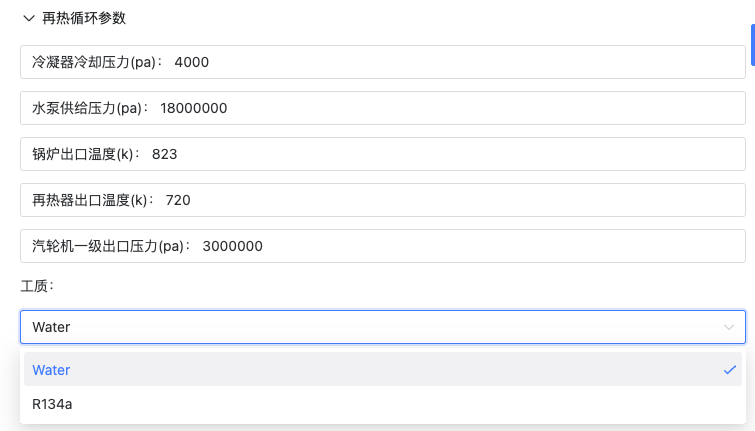 再热循环参数
冷凝器冷却压力(pa)： 4000
水泵供给压力(pa)： 18000000
锅炉出口温度(k)： 823
再热器出口温度(k)： 720
汽轮机一级出口压力(pa)： 3000000
工质：
Water
Water
R134a